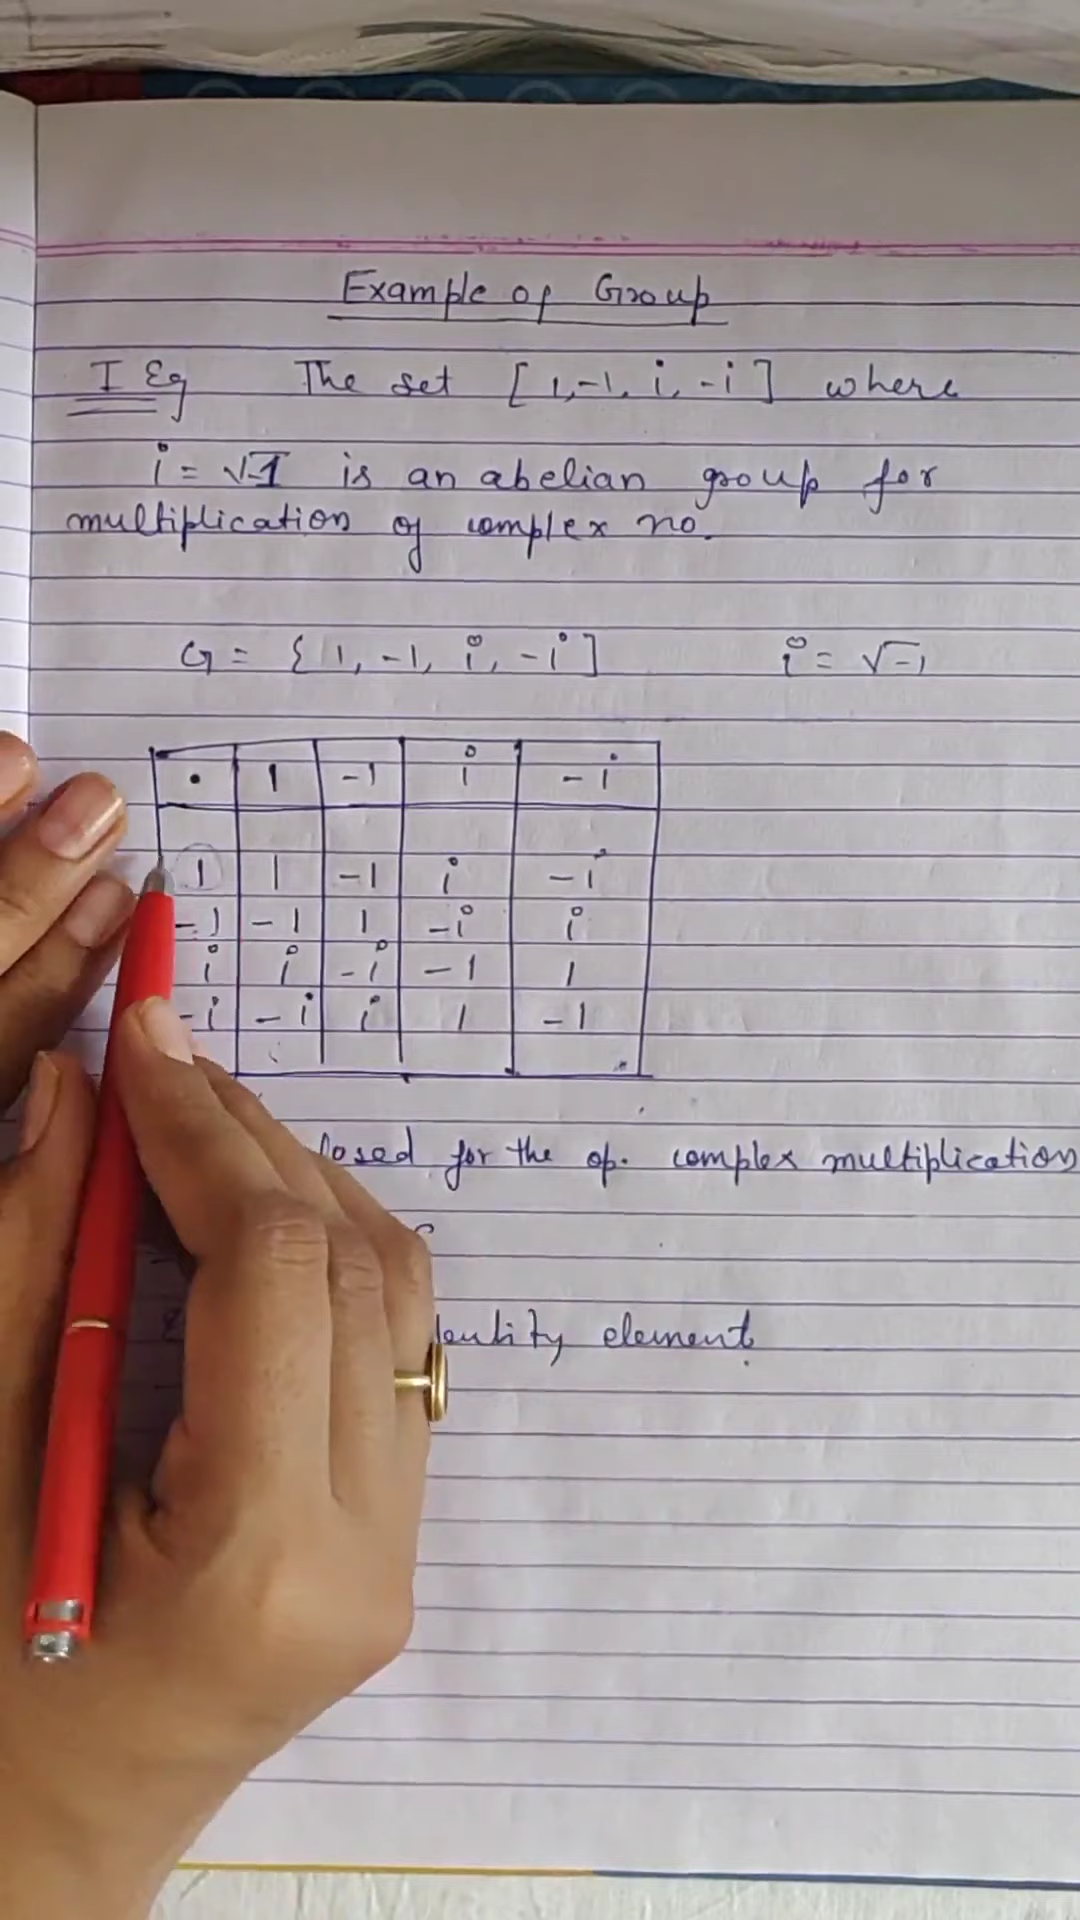 Example of Group
I Eg The set [1, -1, i, -i] where
i = √-1 is an abelian group for
multiplication of complex no.
G = {1, -1, i, -i] i = √-1
• 1 -1 i -i
1 1 -1 i -i
-1 -1 1 -i i
i i -i -1 1
-i -i i 1 -1
losed for the op. complex multiplication
dentity element.